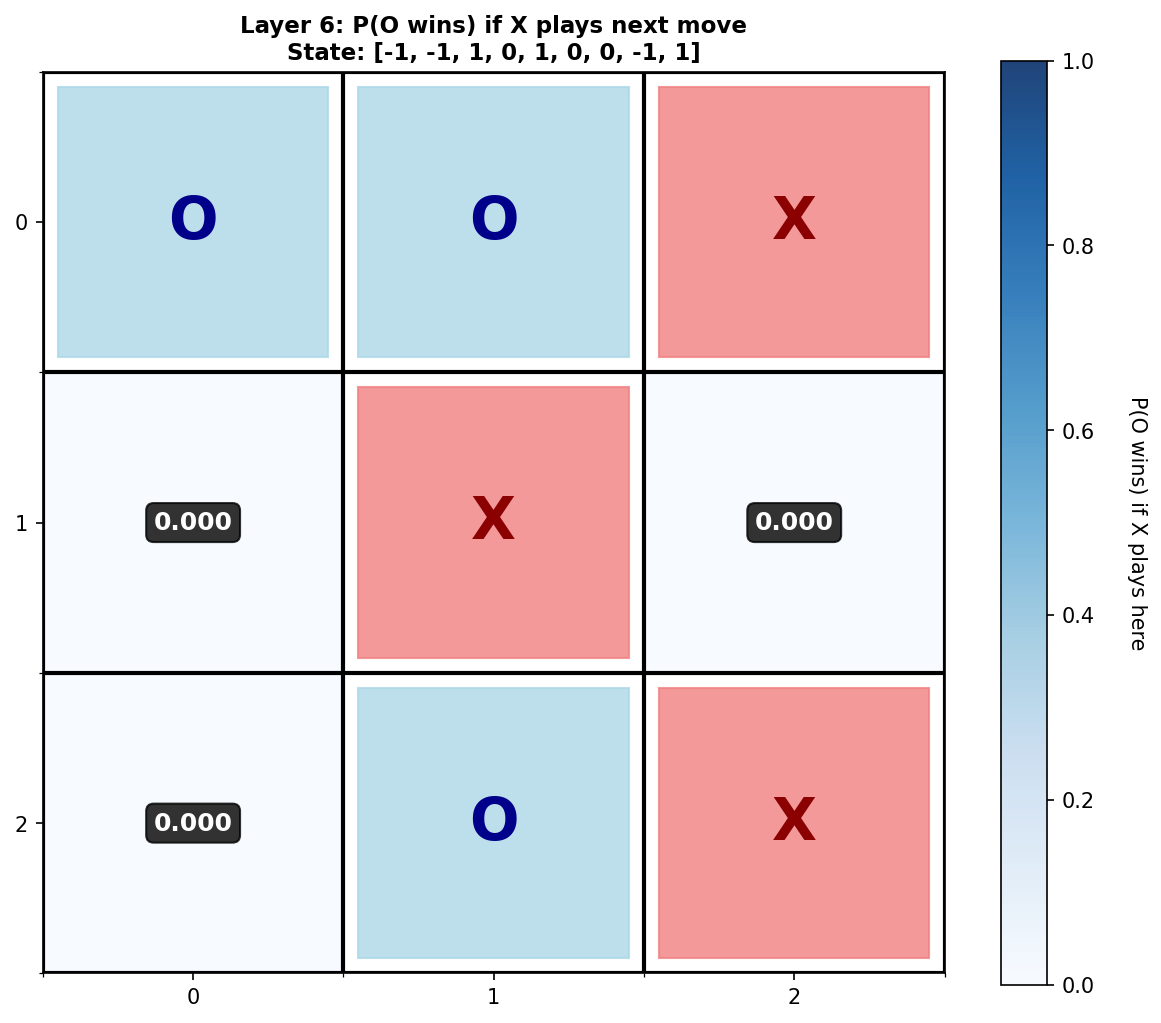 Layer 6: P(O wins) if X plays next move
State: [-1, -1, 1, 0, 1, 0, 0, -1, 1]
O O X
0.000 X 0.000
0.000 O X
0
1
2
0 1 2
1.0
0.8
0.6
0.4
0.2
0.0
P(O wins) if X plays here